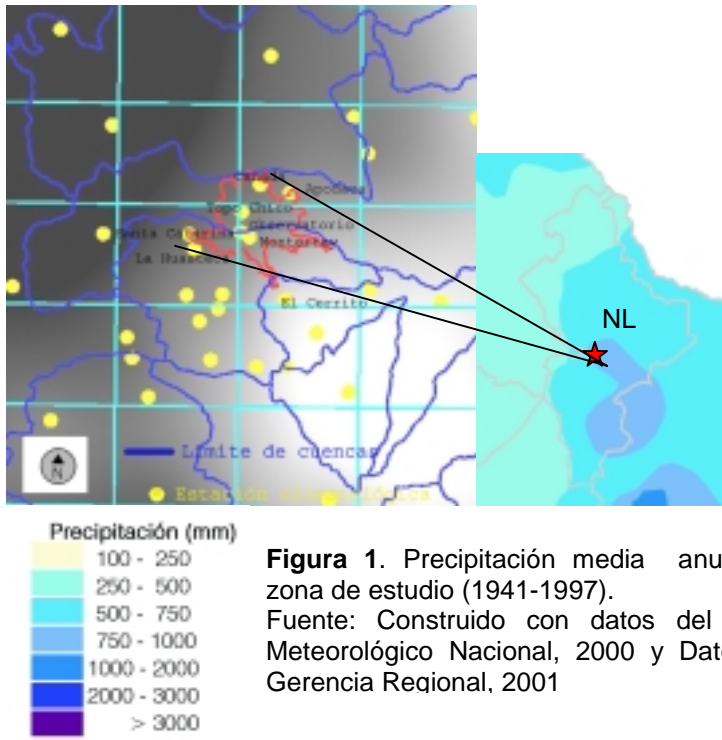 Topo Chico
Observatorio
Monterrey
Santa Catarina
La Huasteca
El Cerrito
NL
N
Límite de cuencas
Estación
Precipitación (mm)
100 - 250
250 - 500
500 - 750
750 - 1000
1000 - 2000
2000 - 3000
> 3000
Figura 1. Precipitación media anu
zona de estudio (1941-1997).
Fuente: Construido con datos del
Meteorológico Nacional, 2000 y Dat
Gerencia Regional, 2001